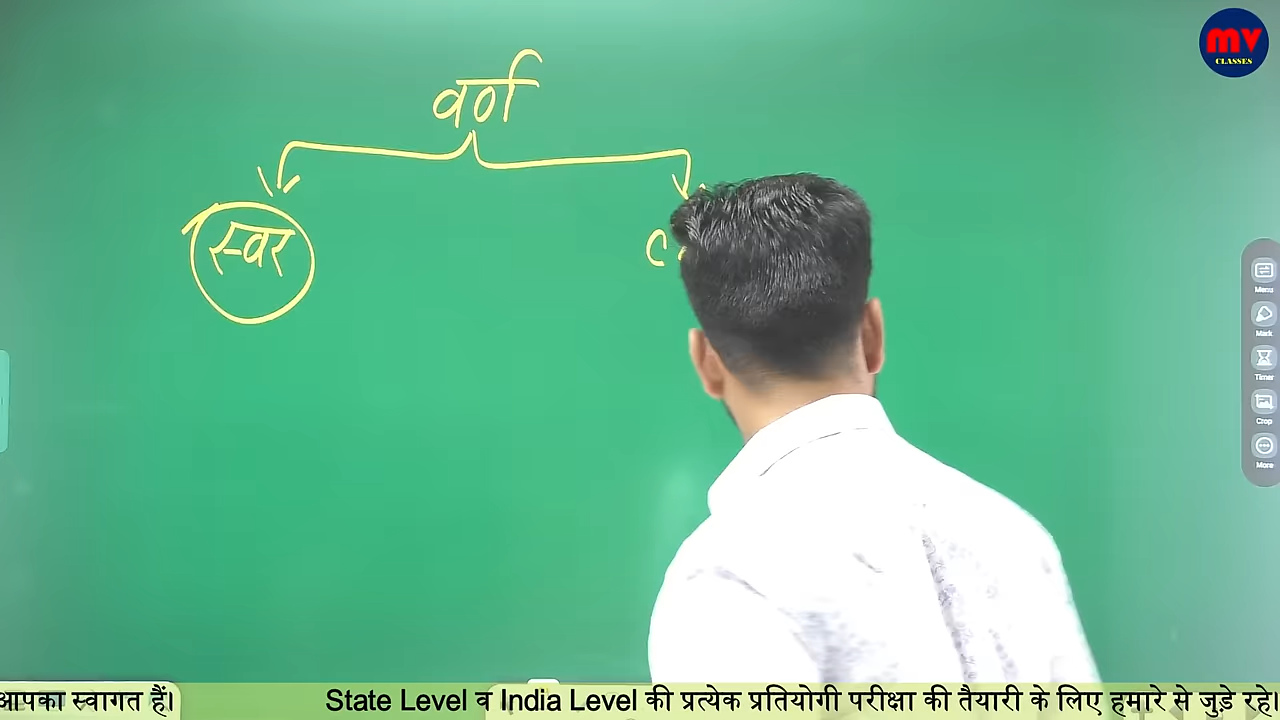 MV
CLASSES
वर्ण
स्वर
Menu
Mark
Timer
Crop
More
आपका स्वागत हैं। State Level व India Level की प्रत्येक प्रतियोगी परीक्षा की तैयारी के लिए हमारे से जुड़े रहे।